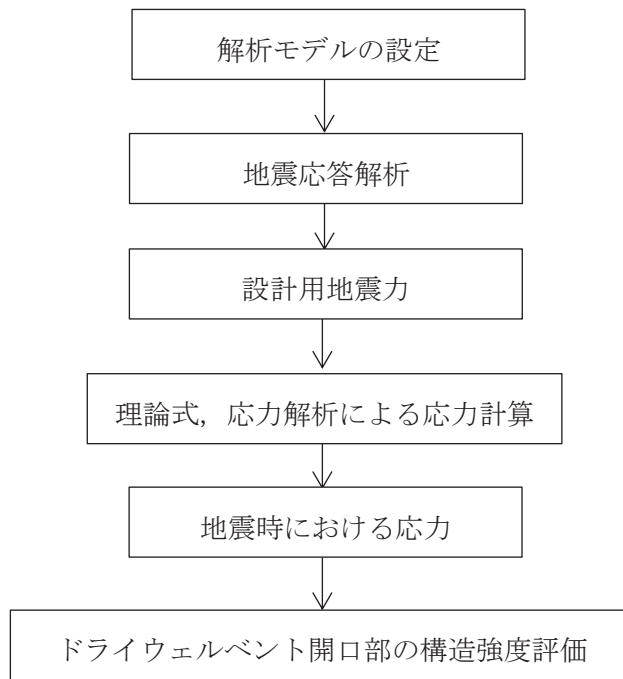 解析モデルの設定
地震応答解析
設計用地震力
理論式，応力解析による応力計算
地震時における応力
ドライウェルベント開口部の構造強度評価